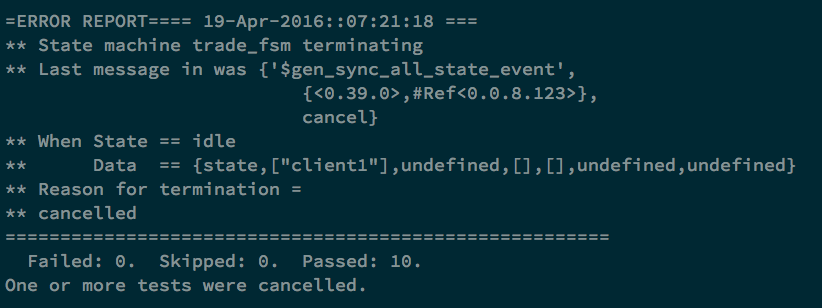 =ERROR REPORT==== 19-Apr-2016::07:21:18 ===
** State machine trade_fsm terminating
** Last message in was {'$gen_sync_all_state_event',
                           {<0.39.0>,#Ref<0.0.8.123>},
                           cancel}
** When State == idle
**      Data  == {state,["client1"],undefined,[],[],undefined,undefined}
** Reason for termination =
** cancelled
=======================================================
  Failed: 0.  Skipped: 0.  Passed: 10.
One or more tests were cancelled.